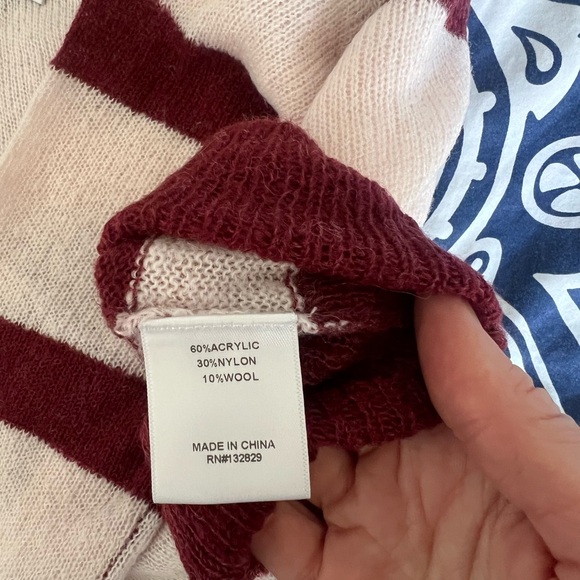 60%ACRYLIC
30%NYLON
10%WOOL
MADE IN CHINA
RN#132829